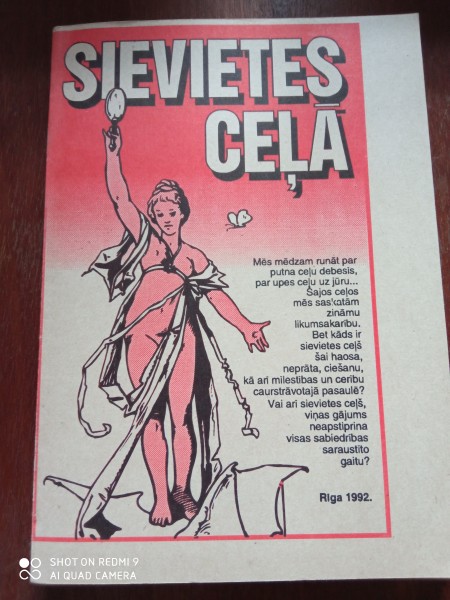 SIEVIETES
CEĻĀ
Mēs mēdzam runāt par
putna ceļu debesīs,
par upes ceļu uz jūru...
Šajos ceļos
mēs saskatām
zināmu
likumsakarību.
Bet kāds ir
sievietes ceļš
šai haosa,
neprāta, ciešanu,
kā arī mīlestības un cerību
caurstrāvotajā pasaulē?
Vai arī sievietes ceļš,
viņas gājums
neapstiprina
visas sabiedrības
saraustīto
gaitu?
Rīga 1992.
SHOT ON REDMI 9
AI QUAD CAMERA